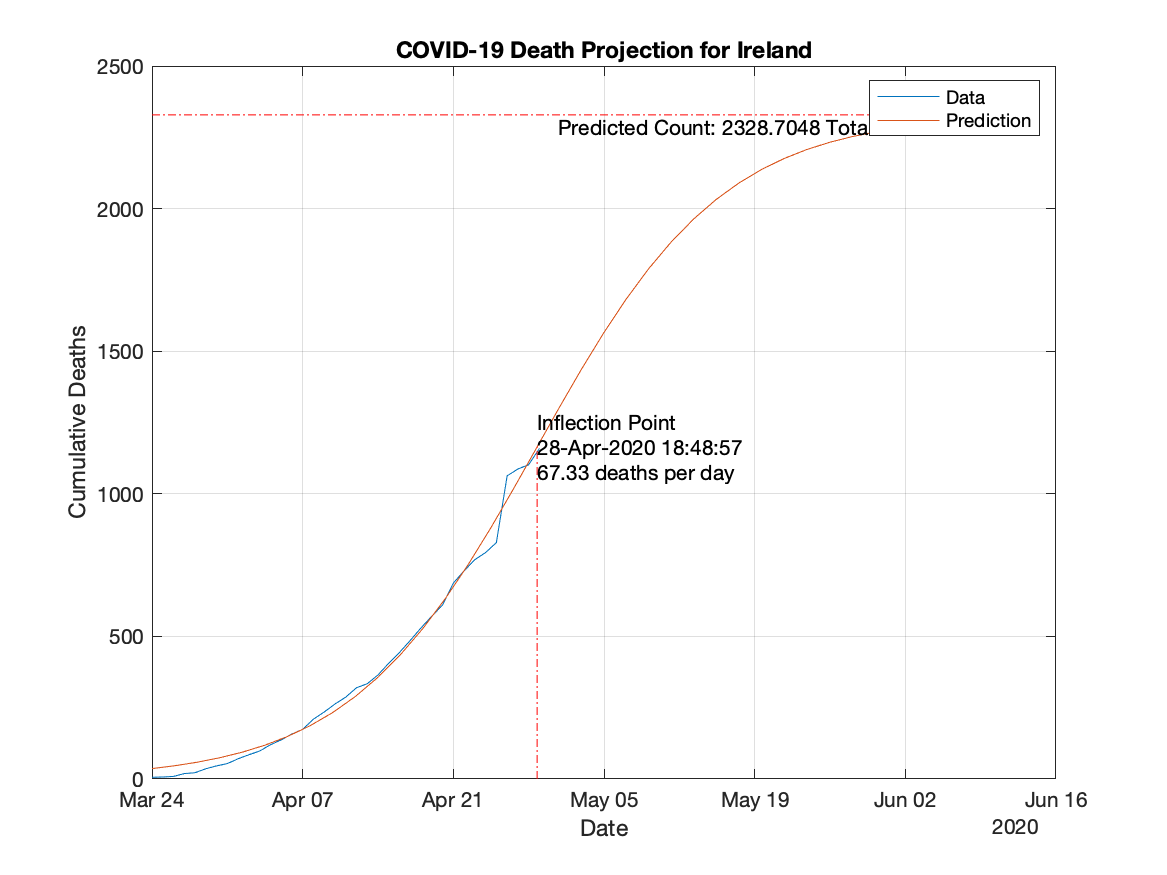 COVID-19 Death Projection for Ireland
2500
2000
1500
1000
500
0
Cumulative Deaths
Data
Prediction
Predicted Count: 2328.7048 Tota
Inflection Point
28-Apr-2020 18:48:57
67.33 deaths per day
Mar 24 Apr 07 Apr 21 May 05 May 19 Jun 02 Jun 16
Date
2020